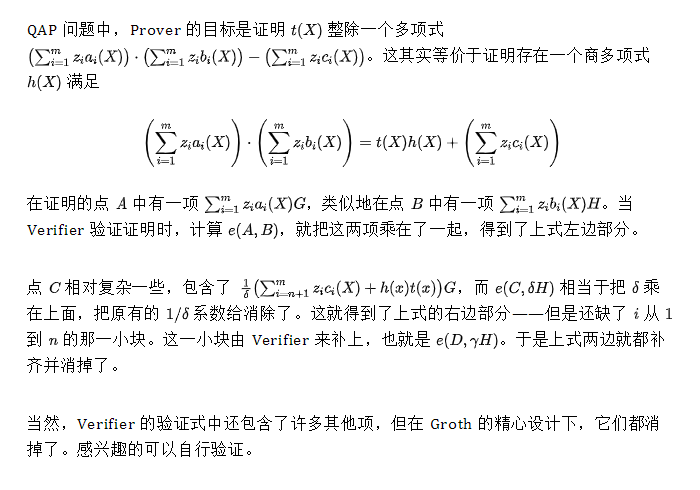 QAP 问题中，Prover 的目标是证明 $t(X)$ 整除一个多项式
$\left(\sum_{i=1}^{m} z_i a_i(X)\right) \cdot \left(\sum_{i=1}^{m} z_i b_i(X)\right) - \left(\sum_{i=1}^{m} z_i c_i(X)\right)$。这其实等价于证明存在一个商多项式
$h(X)$ 满足
$\left(\sum_{i=1}^{m} z_i a_i(X)\right) \cdot \left(\sum_{i=1}^{m} z_i b_i(X)\right) = t(X)h(X) + \left(\sum_{i=1}^{m} z_i c_i(X)\right)$
在证明的点 $A$ 中有一项 $\sum_{i=1}^{m} z_i a_i(X)G$，类似地在点 $B$ 中有一项 $\sum_{i=1}^{m} z_i b_i(X)H$。当
Verifier 验证证明时，计算 $e(A, B)$，就把这两项乘在了一起，得到了上式左边部分。
点 $C$ 相对复杂一些，包含了 $\frac{1}{\delta}\left(\sum_{i=n+1}^{m} z_i c_i(X) + h(x)t(x)\right)G$，而 $e(C, \delta H)$ 相当于把 $\delta$ 乘
在上面，把原有的 $1/\delta$ 系数给消除了。这就得到了上式的右边部分——但是还缺了 $i$ 从 $1$
到 $n$ 的那一小块。这一小块由 Verifier 来补上，也就是 $e(D, \gamma H)$。于是上式两边就都补
齐并消掉了。
当然，Verifier 的验证式中还包含了许多其他项，但在 Groth 的精心设计下，它们都消
掉了。感兴趣的可以自行验证。